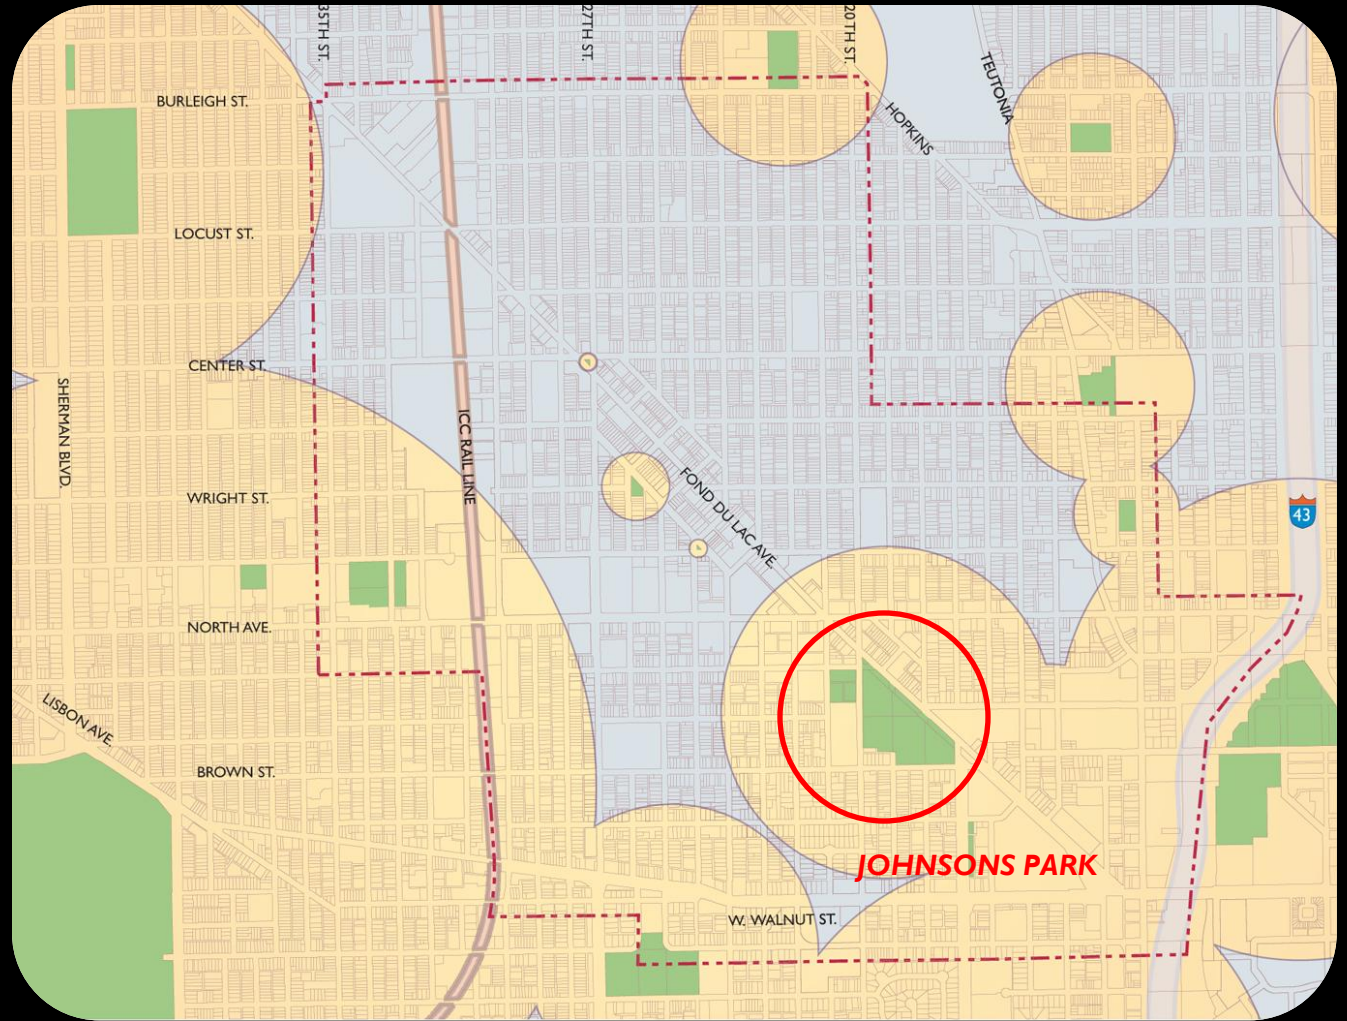 35TH ST.
27TH ST.
20TH ST.
TEUTONIA
BURLEIGH ST.
HOPKINS
LOCUST ST.
CENTER ST.
SHERMAN BLVD.
ICC RAIL LINE
WRIGHT ST.
FOND DU LAC AVE.
43
NORTH AVE.
LISBON AVE.
BROWN ST.
JOHNSONS PARK
W. WALNUT ST.